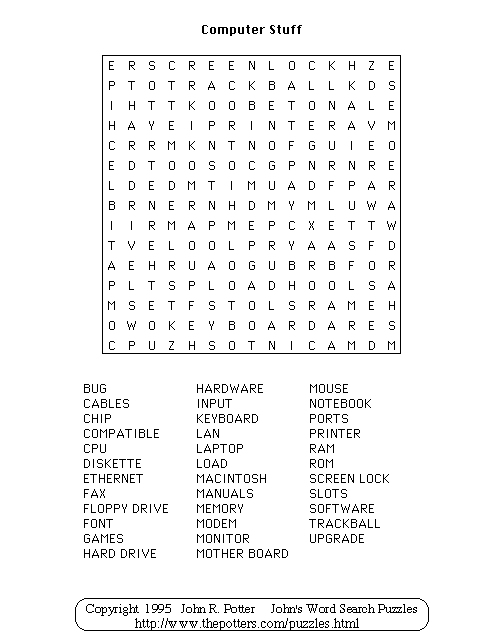 Computer Stuff
E R S C R E E N L O C K H Z E
P T O T R A C K B A L L K D S
I H T T K O O B E T O N A L E
H A Y E I P R I N T E R A V M
C R R M K N T N O F G U I E O
E D T O O S O C G P N R N R E
L D E D M T I M U A D F P A R
B R N E R N H D M Y M L U W A
I I R M A P M E P C X E T T W
T V E L O O L P R Y A A S F D
A E H R U A O G U B R B F O R
P L T S P L O A D H O O L S A
M S E T F S T O L S R A M E H
O W O K E Y B O A R D A R E S
C P U Z H S O T N I C A M D M
BUG HARDWARE MOUSE
CABLES INPUT NOTEBOOK
CHIP KEYBOARD PORTS
COMPATIBLE LAN PRINTER
CPU LAPTOP RAM
DISKETTE LOAD ROM
ETHERNET MACINTOSH SCREEN LOCK
FAX MANUALS SLOTS
FLOPPY DRIVE MEMORY SOFTWARE
FONT MODEM TRACKBALL
GAMES MONITOR UPGRADE
HARD DRIVE MOTHER BOARD
Copyright 1995 John R. Potter John's Word Search Puzzles
http://www.thepotters.com/puzzles.html